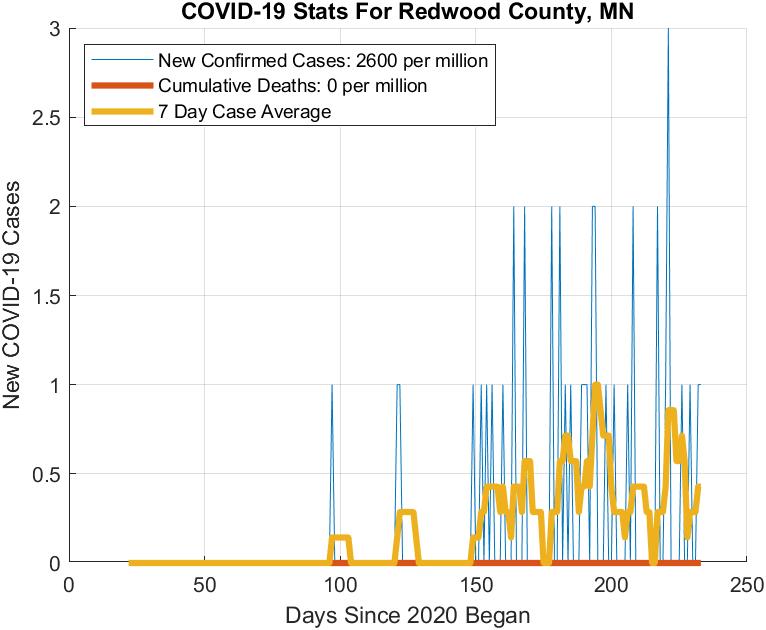 COVID-19 Stats For Redwood County, MN
New Confirmed Cases: 2600 per million
Cumulative Deaths: 0 per million
7 Day Case Average
New COVID-19 Cases
3
2.5
2
1.5
1
0.5
0
0 50 100 150 200 250
Days Since 2020 Began